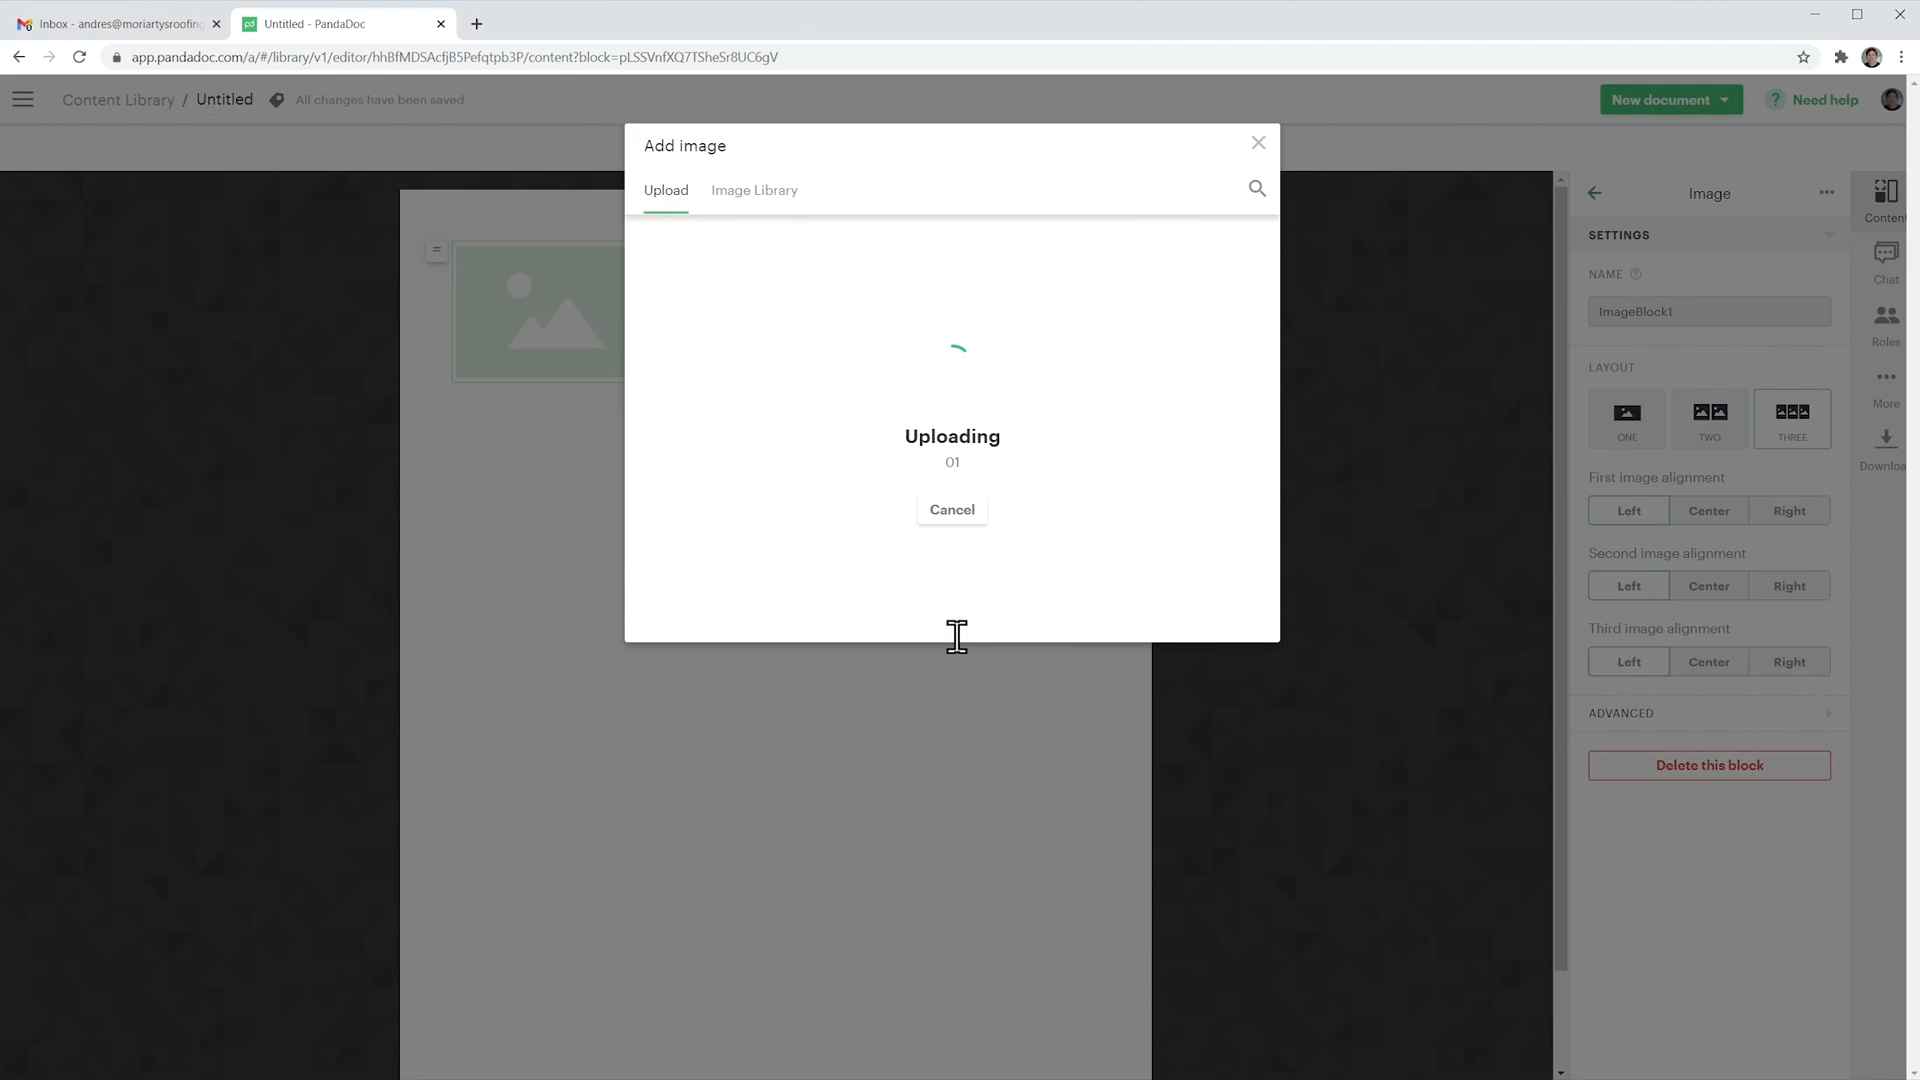 Inbox - andres@moriartysroofing
Untitled - PandaDoc
app.pandadoc.com/a/#/library/v1/editor/hhBfMDSAcfjB5Pefqtpb3P/content?block=pLSSVnfXQ7TSheSr8UC6gV
Content Library / Untitled All changes have been saved
New document
? Need help
Add image
Upload Image Library
Uploading
01
Cancel
Image
SETTINGS
NAME ?
ImageBlock1
LAYOUT
ONE TWO THREE
First image alignment
Left Center Right
Second image alignment
Left Center Right
Third image alignment
Left Center Right
ADVANCED
Delete this block
Content
Chat
Roles
More
Downloa